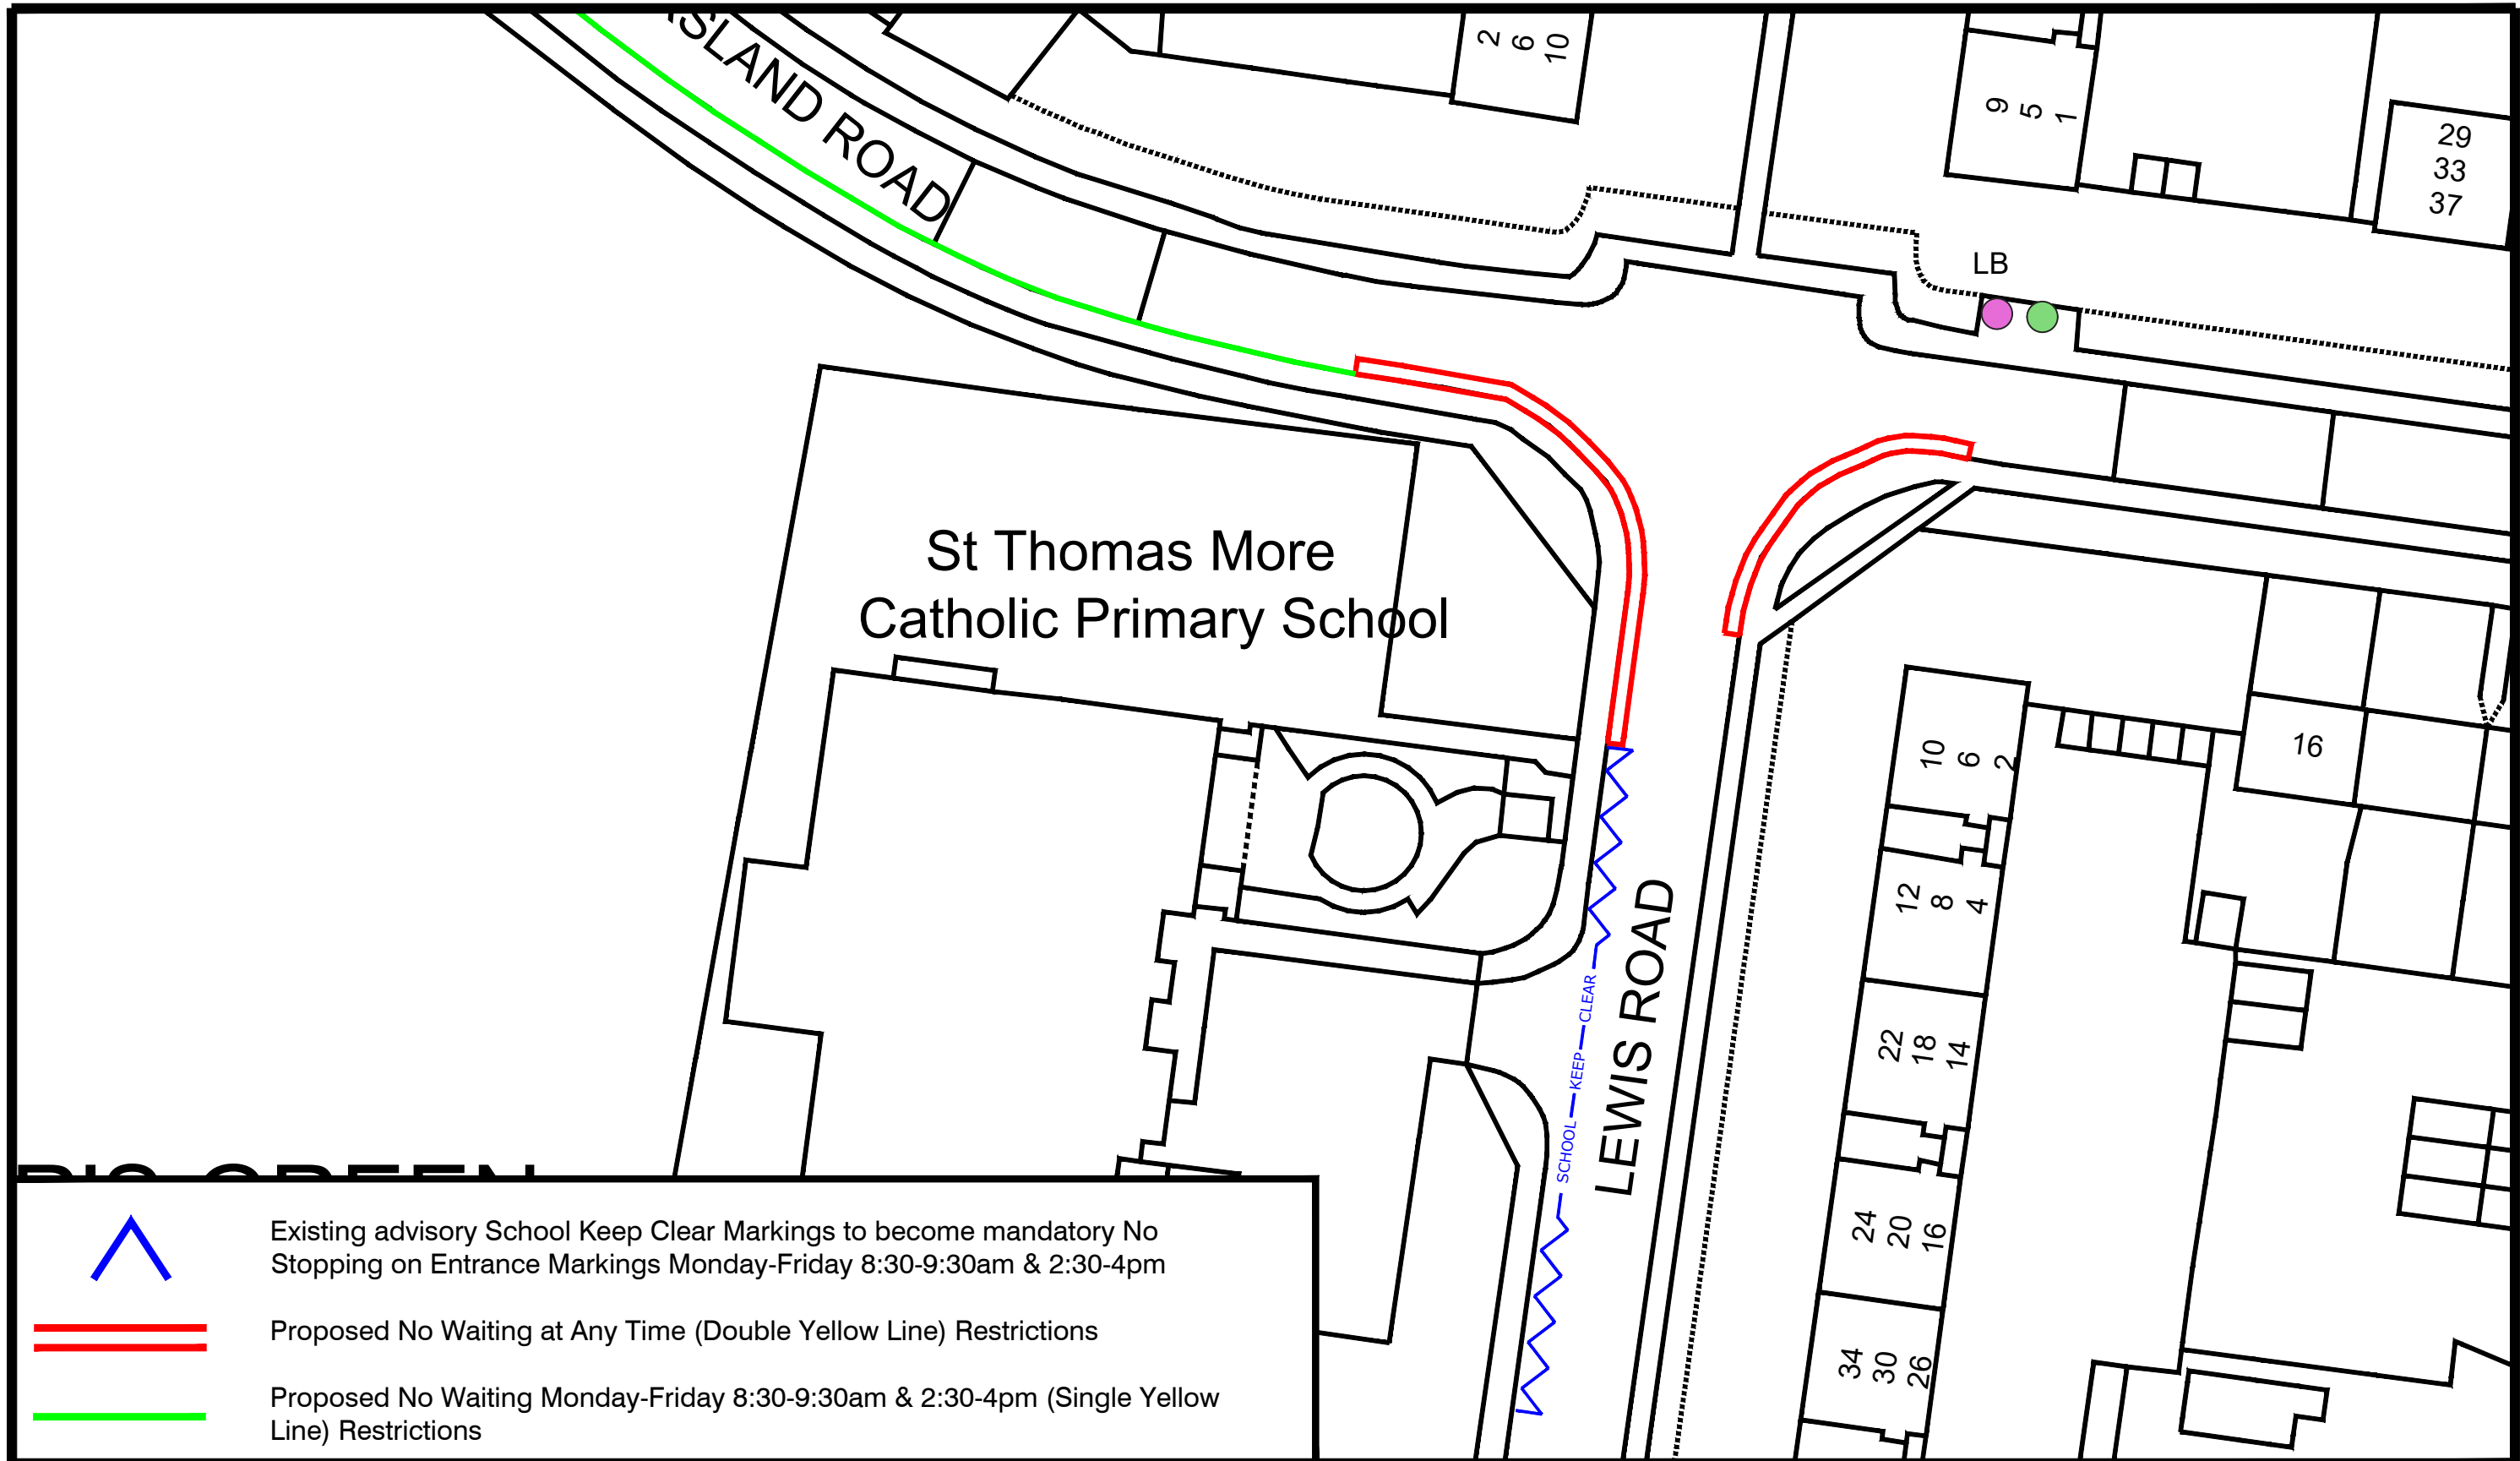 SLAND ROAD
2
6
10
9
5
1
29
33
37
LB
St Thomas More
Catholic Primary School
10
6
2
16
12
8
4
LEWIS ROAD
SCHOOL KEEP CLEAR
22
18
14
24
20
16
34
30
26
Existing advisory School Keep Clear Markings to become mandatory No
Stopping on Entrance Markings Monday-Friday 8:30-9:30am & 2:30-4pm
Proposed No Waiting at Any Time (Double Yellow Line) Restrictions
Proposed No Waiting Monday-Friday 8:30-9:30am & 2:30-4pm (Single Yellow
Line) Restrictions